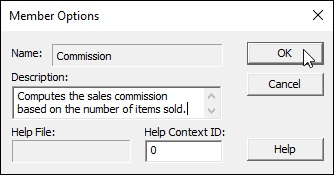 Member Options
Name: Commission
OK
Description:
Cancel
Computes the sales commission
based on the number of items sold.
Help File:
Help Context ID:
0
Help